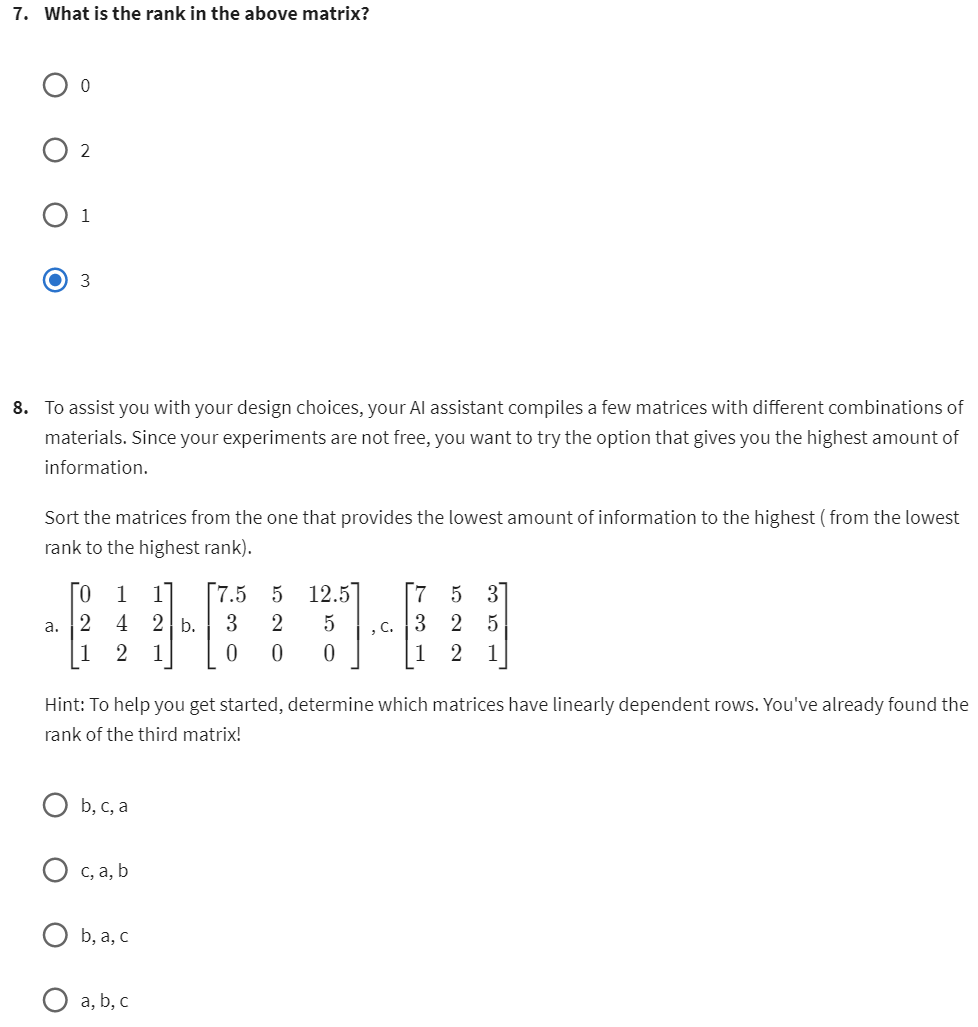 7. What is the rank in the above matrix?
0
2
1
3
8. To assist you with your design choices, your AI assistant compiles a few matrices with different combinations of
materials. Since your experiments are not free, you want to try the option that gives you the highest amount of
information.
Sort the matrices from the one that provides the lowest amount of information to the highest ( from the lowest
rank to the highest rank).
a. [0 1 1
2 4 2
1 2 1] b. [7.5 5 12.5
3 2 5
0 0 0] , c. [7 5 3
3 2 5
1 2 1]
Hint: To help you get started, determine which matrices have linearly dependent rows. You've already found the
rank of the third matrix!
b, c, a
c, a, b
b, a, c
a, b, c